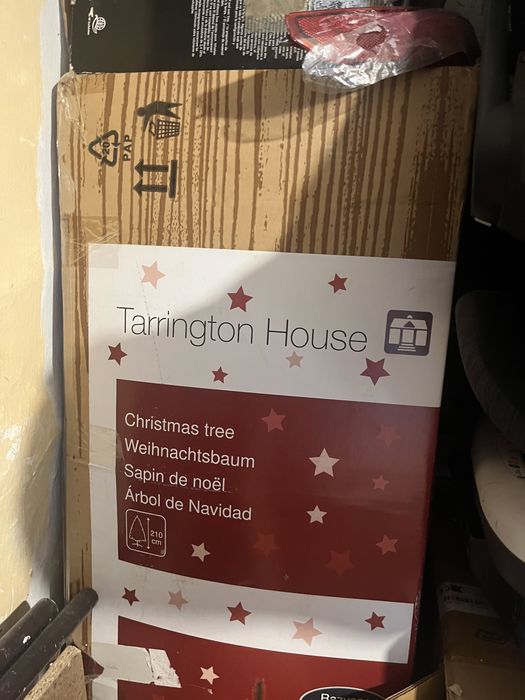 20
PAP
Tarrington House
Christmas tree
Weihnachtsbaum
Sapin de noël
Árbol de Navidad
210
cm